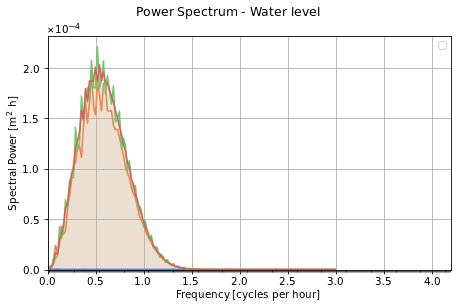 Power Spectrum - Water level
×10⁻⁴
2.0
1.5
1.0
0.5
0.0
Spectral Power [m² h]
0.0 0.5 1.0 1.5 2.0 2.5 3.0 3.5 4.0
Frequency [cycles per hour]